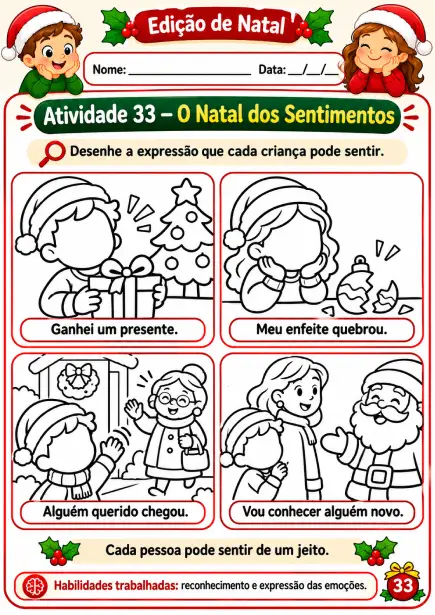 Edição de Natal
Nome: ____________________ Data: __/__/__
Atividade 33 – O Natal dos Sentimentos
Desenhe a expressão que cada criança pode sentir.
Ganhei um presente.
Meu enfeite quebrou.
Alguém querido chegou.
Vou conhecer alguém novo.
Cada pessoa pode sentir de um jeito.
Habilidades trabalhadas: reconhecimento e expressão das emoções.
33